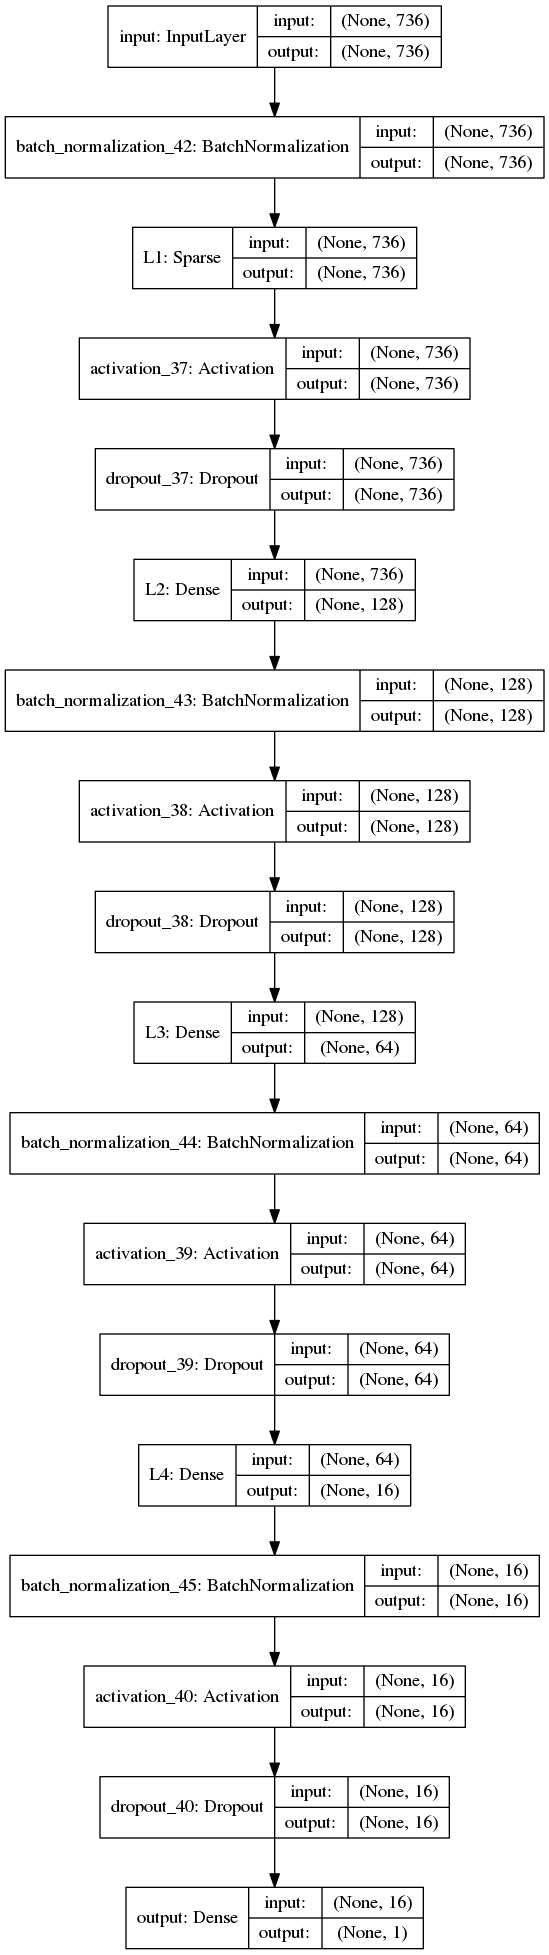 input: InputLayer
input: (None, 736)
output: (None, 736)
batch_normalization_42: BatchNormalization
input: (None, 736)
output: (None, 736)
L1: Sparse
input: (None, 736)
output: (None, 736)
activation_37: Activation
input: (None, 736)
output: (None, 736)
dropout_37: Dropout
input: (None, 736)
output: (None, 736)
L2: Dense
input: (None, 736)
output: (None, 128)
batch_normalization_43: BatchNormalization
input: (None, 128)
output: (None, 128)
activation_38: Activation
input: (None, 128)
output: (None, 128)
dropout_38: Dropout
input: (None, 128)
output: (None, 128)
L3: Dense
input: (None, 128)
output: (None, 64)
batch_normalization_44: BatchNormalization
input: (None, 64)
output: (None, 64)
activation_39: Activation
input: (None, 64)
output: (None, 64)
dropout_39: Dropout
input: (None, 64)
output: (None, 64)
L4: Dense
input: (None, 64)
output: (None, 16)
batch_normalization_45: BatchNormalization
input: (None, 16)
output: (None, 16)
activation_40: Activation
input: (None, 16)
output: (None, 16)
dropout_40: Dropout
input: (None, 16)
output: (None, 16)
output: Dense
input: (None, 16)
output: (None, 1)